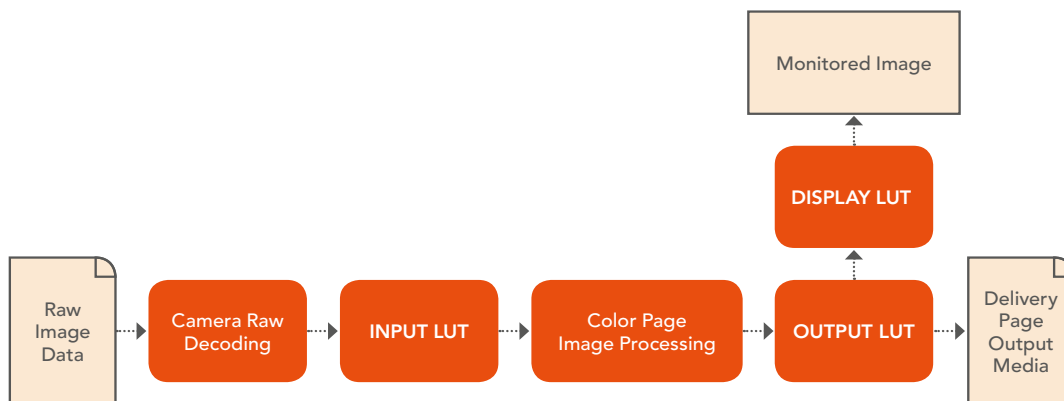 Monitored Image
DISPLAY LUT
Raw
Image
Data
Camera Raw
Decoding
INPUT LUT
Color Page
Image Processing
OUTPUT LUT
Delivery
Page
Output
Media